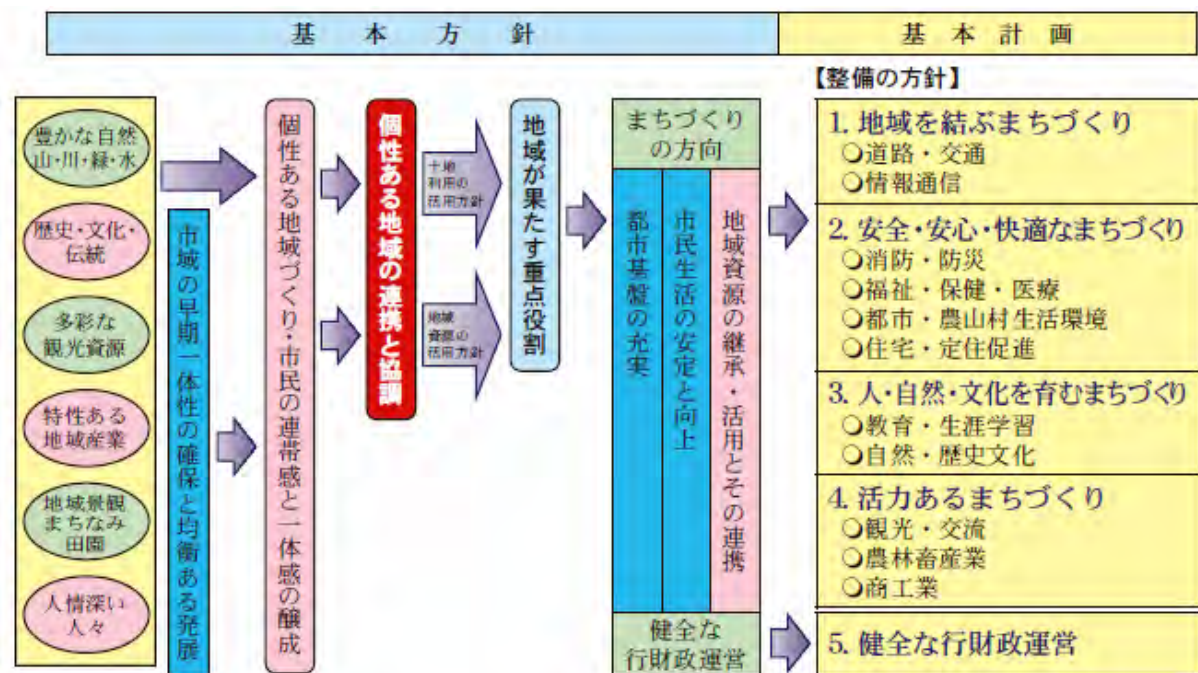 基本方針
基本計画
【整備の方針】
豊かな自然
山・川・緑・水
歴史・文化・
伝統
多彩な
観光資源
特性ある
地域産業
地域景観
まちなみ
田園
人情深い
人々
市域の早期一体性の確保と均衡ある発展
個性ある地域づくり・市民の連帯感と一体感の醸成
個性ある地域の連携と協調
土地
利用の
活用方針
地域
資源の
活用方針
地域が果たす重点役割
まちづくり
の方向
都市基盤の充実
市民生活の安定と向上
地域資源の継承・活用とその連携
健全な
行財政運営
1. 地域を結ぶまちづくり
○道路・交通
○情報通信
2. 安全・安心・快適なまちづくり
○消防・防災
○福祉・保健・医療
○都市・農山村生活環境
○住宅・定住促進
3. 人・自然・文化を育むまちづくり
○教育・生涯学習
○自然・歴史文化
4. 活力あるまちづくり
○観光・交流
○農林畜産業
○商工業
5. 健全な行財政運営